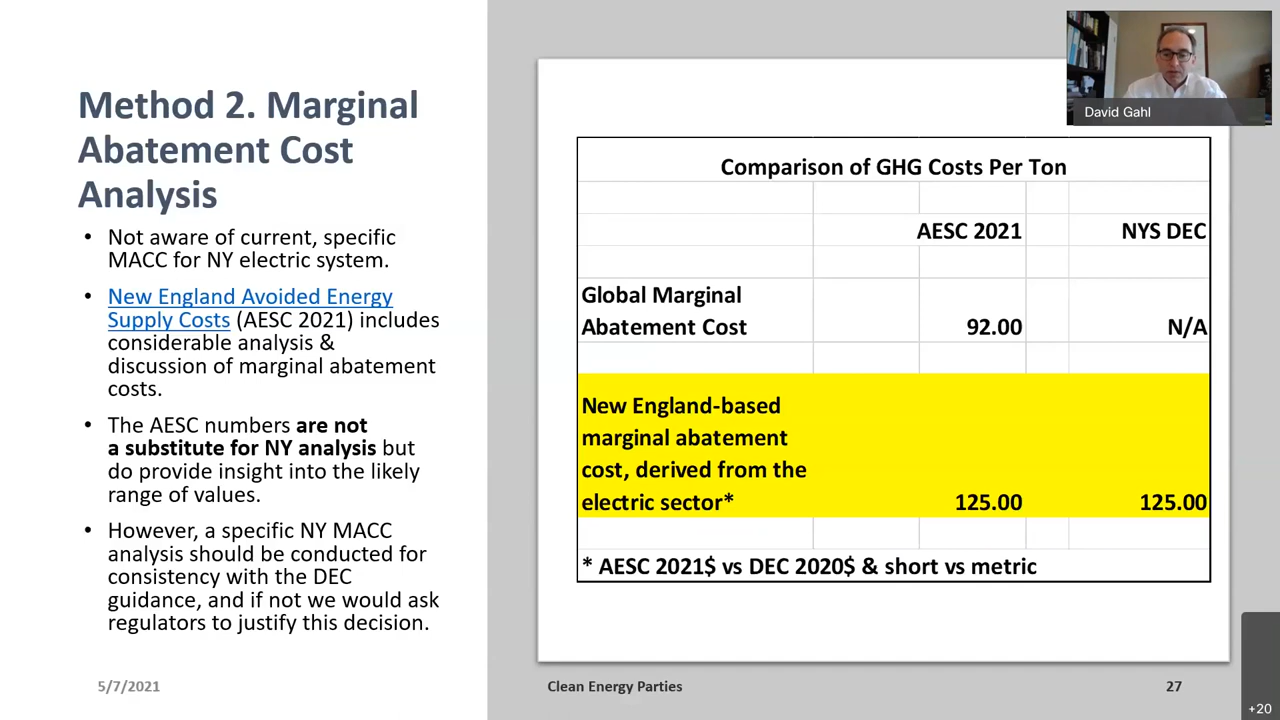 Method 2. Marginal
Abatement Cost
Analysis
• Not aware of current, specific
MACC for NY electric system.
• New England Avoided Energy
Supply Costs (AESC 2021) includes
considerable analysis &
discussion of marginal abatement
costs.
• The AESC numbers are not
a substitute for NY analysis but
do provide insight into the likely
range of values.
• However, a specific NY MACC
analysis should be conducted for
consistency with the DEC
guidance, and if not we would ask
regulators to justify this decision.
Comparison of GHG Costs Per Ton
AESC 2021 NYS DEC
Global Marginal
Abatement Cost 92.00 N/A
New England-based
marginal abatement
cost, derived from the
electric sector* 125.00 125.00
* AESC 2021$ vs DEC 2020$ & short vs metric
David Gahl
5/7/2021 Clean Energy Parties 27
+20